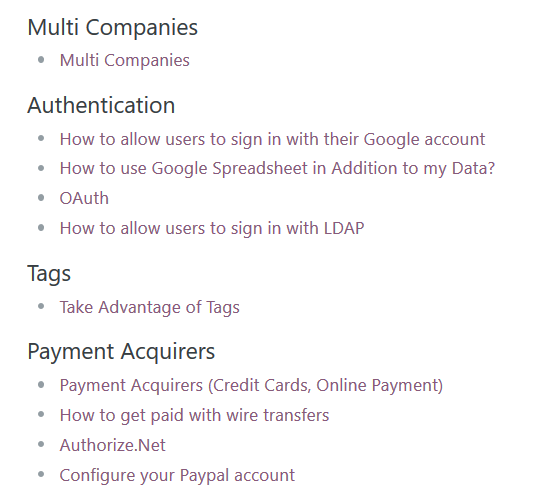 Multi Companies
Multi Companies
Authentication
How to allow users to sign in with their Google account
How to use Google Spreadsheet in Addition to my Data?
OAuth
How to allow users to sign in with LDAP
Tags
Take Advantage of Tags
Payment Acquirers
Payment Acquirers (Credit Cards, Online Payment)
How to get paid with wire transfers
Authorize.Net
Configure your Paypal account